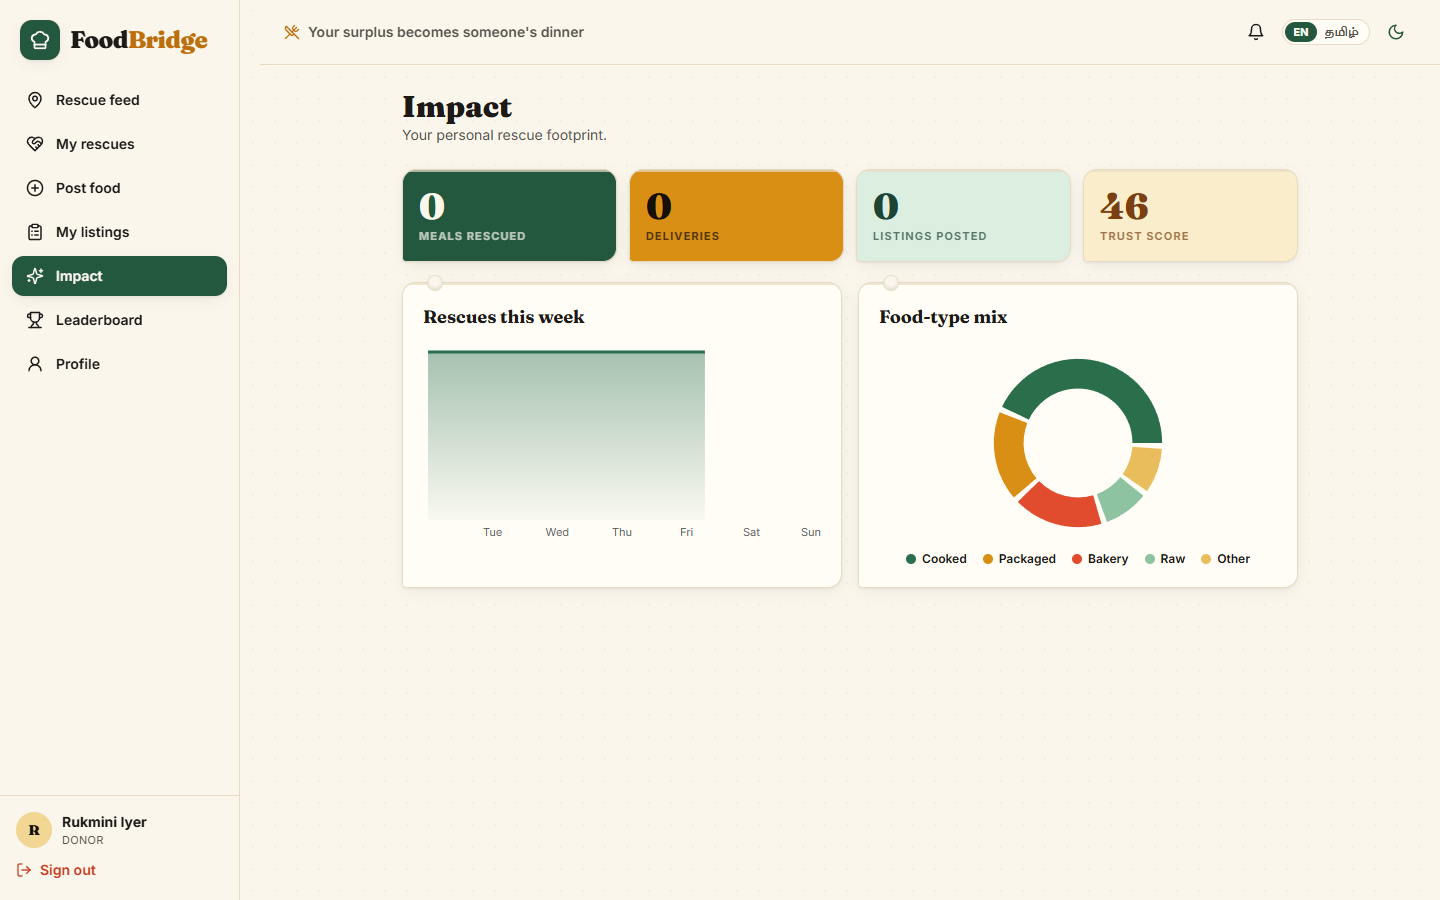 FoodBridge
Rescue feed
My rescues
Post food
My listings
Impact
Leaderboard
Profile
Rukmini Iyer
R
DONOR
Sign out
Your surplus becomes someone's dinner
EN தமிழ்
Impact
Your personal rescue footprint.
0
MEALS RESCUED
0
DELIVERIES
0
LISTINGS POSTED
46
TRUST SCORE
Rescues this week
Tue Wed Thu Fri Sat Sun
Food-type mix
Cooked Packaged Bakery Raw Other